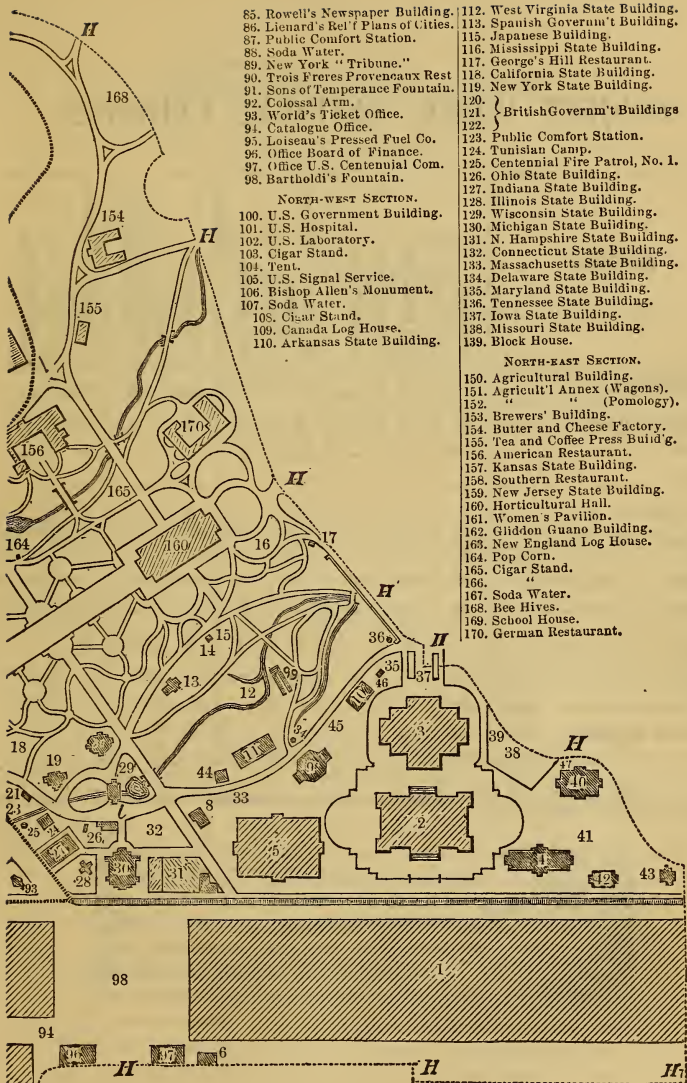 85. Rowell's Newspaper Building.
86. Lienard's Rel'f Plans of Cities.
87. Public Comfort Station.
88. Soda Water.
89. New York "Tribune."
90. Trois Freres Provencaux Rest
91. Sons of Temperance Fountain.
92. Colossal Arm.
93. World's Ticket Office.
94. Catalogue Office.
95. Loiseau's Pressed Fuel Co.
96. Office Board of Finance.
97. Office U.S. Centennial Com.
98. Bartholdi's Fountain.
NORTH-WEST SECTION.
100. U.S. Government Building.
101. U.S. Hospital.
102. U.S. Laboratory.
103. Cigar Stand.
104. Tent.
105. U.S. Signal Service.
106. Bishop Allen's Monument.
107. Soda Water.
108. Cigar Stand.
109. Canada Log House.
110. Arkansas State Building.
112. West Virginia State Building.
113. Spanish Governm't Building.
115. Japanese Building.
116. Mississippi State Building.
117. George's Hill Restaurant.
118. California State Building.
119. New York State Building.
120.
121. } British Governm't Buildings
122.
123. Public Comfort Station.
124. Tunisian Camp.
125. Centennial Fire Patrol, No. 1.
126. Ohio State Building.
127. Indiana State Building.
128. Illinois State Building.
129. Wisconsin State Building.
130. Michigan State Building.
131. N. Hampshire State Building.
132. Connecticut State Building.
133. Massachusetts State Building.
134. Delaware State Building.
135. Maryland State Building.
136. Tennessee State Building.
137. Iowa State Building.
138. Missouri State Building.
139. Block House.
NORTH-EAST SECTION.
150. Agricultural Building.
151. Agricult'l Annex (Wagons).
152. " " (Pomology).
153. Brewers' Building.
154. Butter and Cheese Factory.
155. Tea and Coffee Press Build'g.
156. American Restaurant.
157. Kansas State Building.
158. Southern Restaurant.
159. New Jersey State Building.
160. Horticultural Hall.
161. Women's Pavilion.
162. Gliddon Guano Building.
163. New England Log House.
164. Pop Corn.
165. Cigar Stand.
166. "
167. Soda Water.
168. Bee Hives.
169. School House.
170. German Restaurant.
H
168
154
H
155
170
156
165
H
164
160
16
17
H
36
H
15
14
35
37
46
13
12
99
10
45
3
39
38
H
34
18
47
19
29
11
9
40
44
21
23
8
33
25
24
26
32
5
2
41
27
28
30
31
4
42
43
93
98
1
94
96
97
6
H
H
H
7